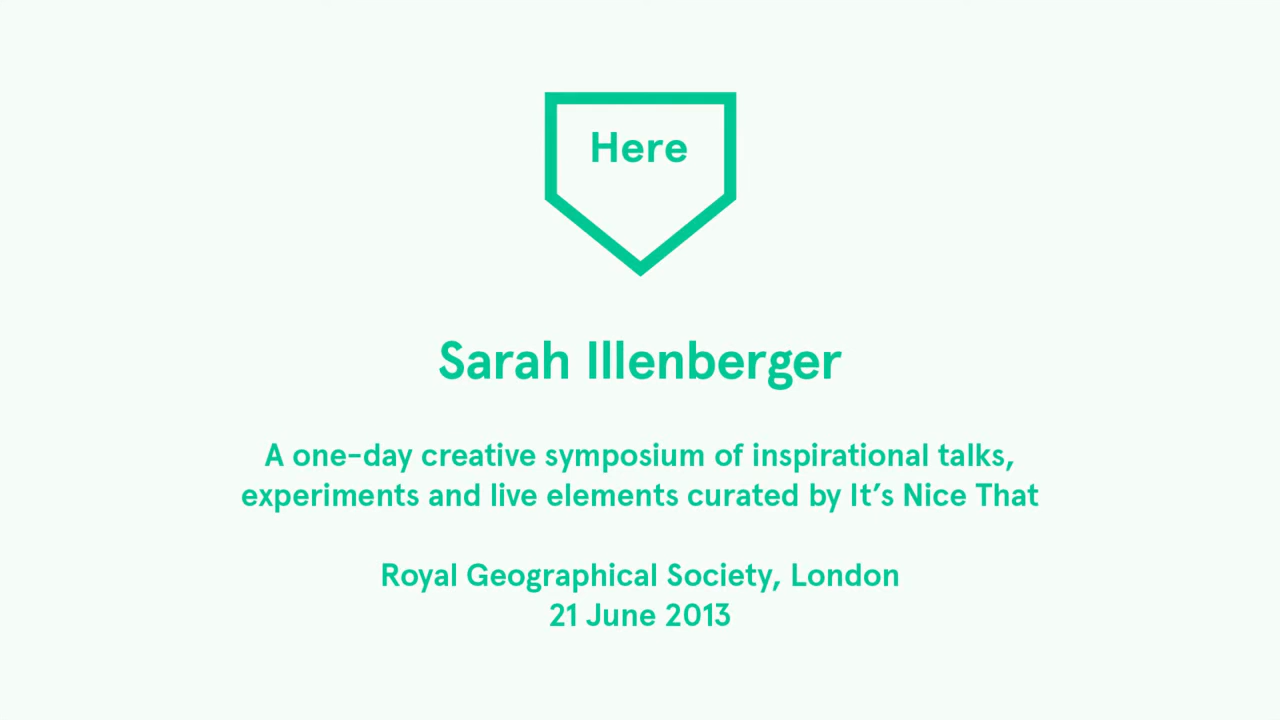 Here
Sarah Illenberger
A one-day creative symposium of inspirational talks,
experiments and live elements curated by It’s Nice That
Royal Geographical Society, London
21 June 2013